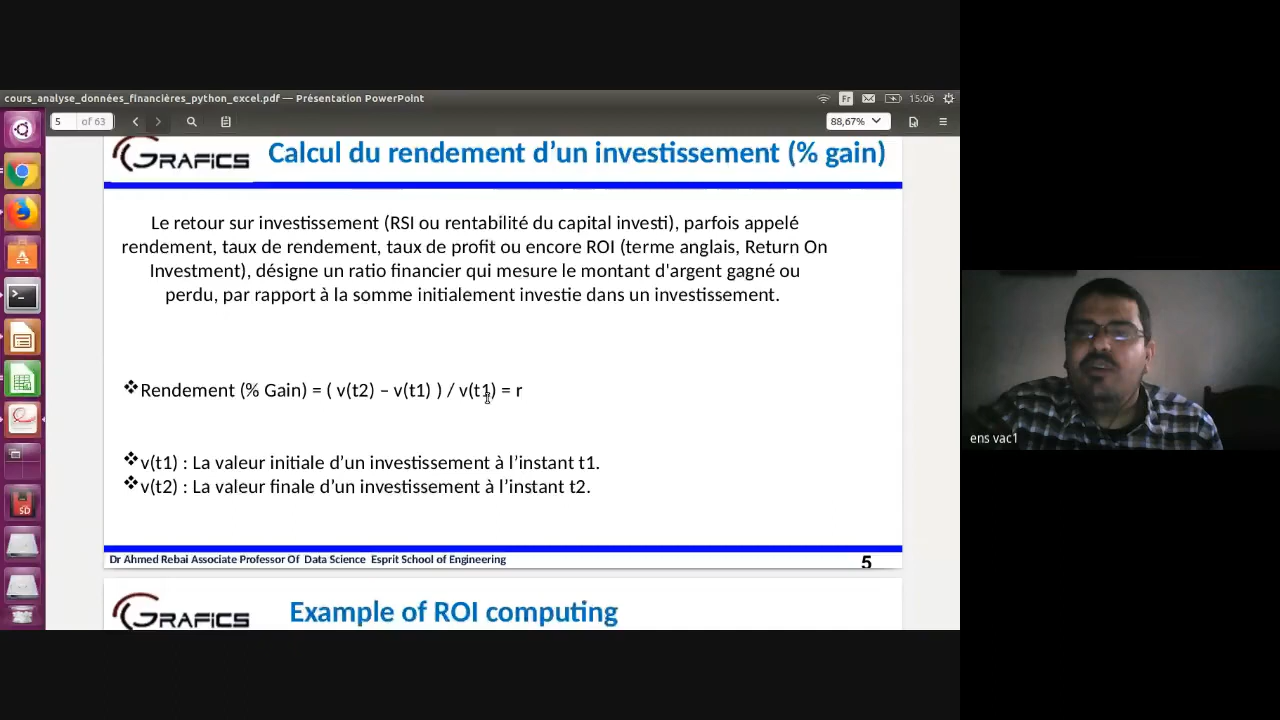 cours_analyse_données_financières_python_excel.pdf — Présentation PowerPoint
Fr
15:06
5 of 63
88,67%
GRAFICS
Calcul du rendement d’un investissement (% gain)
Le retour sur investissement (RSI ou rentabilité du capital investi), parfois appelé
rendement, taux de rendement, taux de profit ou encore ROI (terme anglais, Return On
Investment), désigne un ratio financier qui mesure le montant d'argent gagné ou
perdu, par rapport à la somme initialement investie dans un investissement.
❖Rendement (% Gain) = ( v(t2) – v(t1) ) / v(t1) = r
❖v(t1) : La valeur initiale d’un investissement à l’instant t1.
❖v(t2) : La valeur finale d’un investissement à l’instant t2.
Dr Ahmed Rebai Associate Professor Of Data Science Esprit School of Engineering
5
GRAFICS
Example of ROI computing
SD
ens vac1